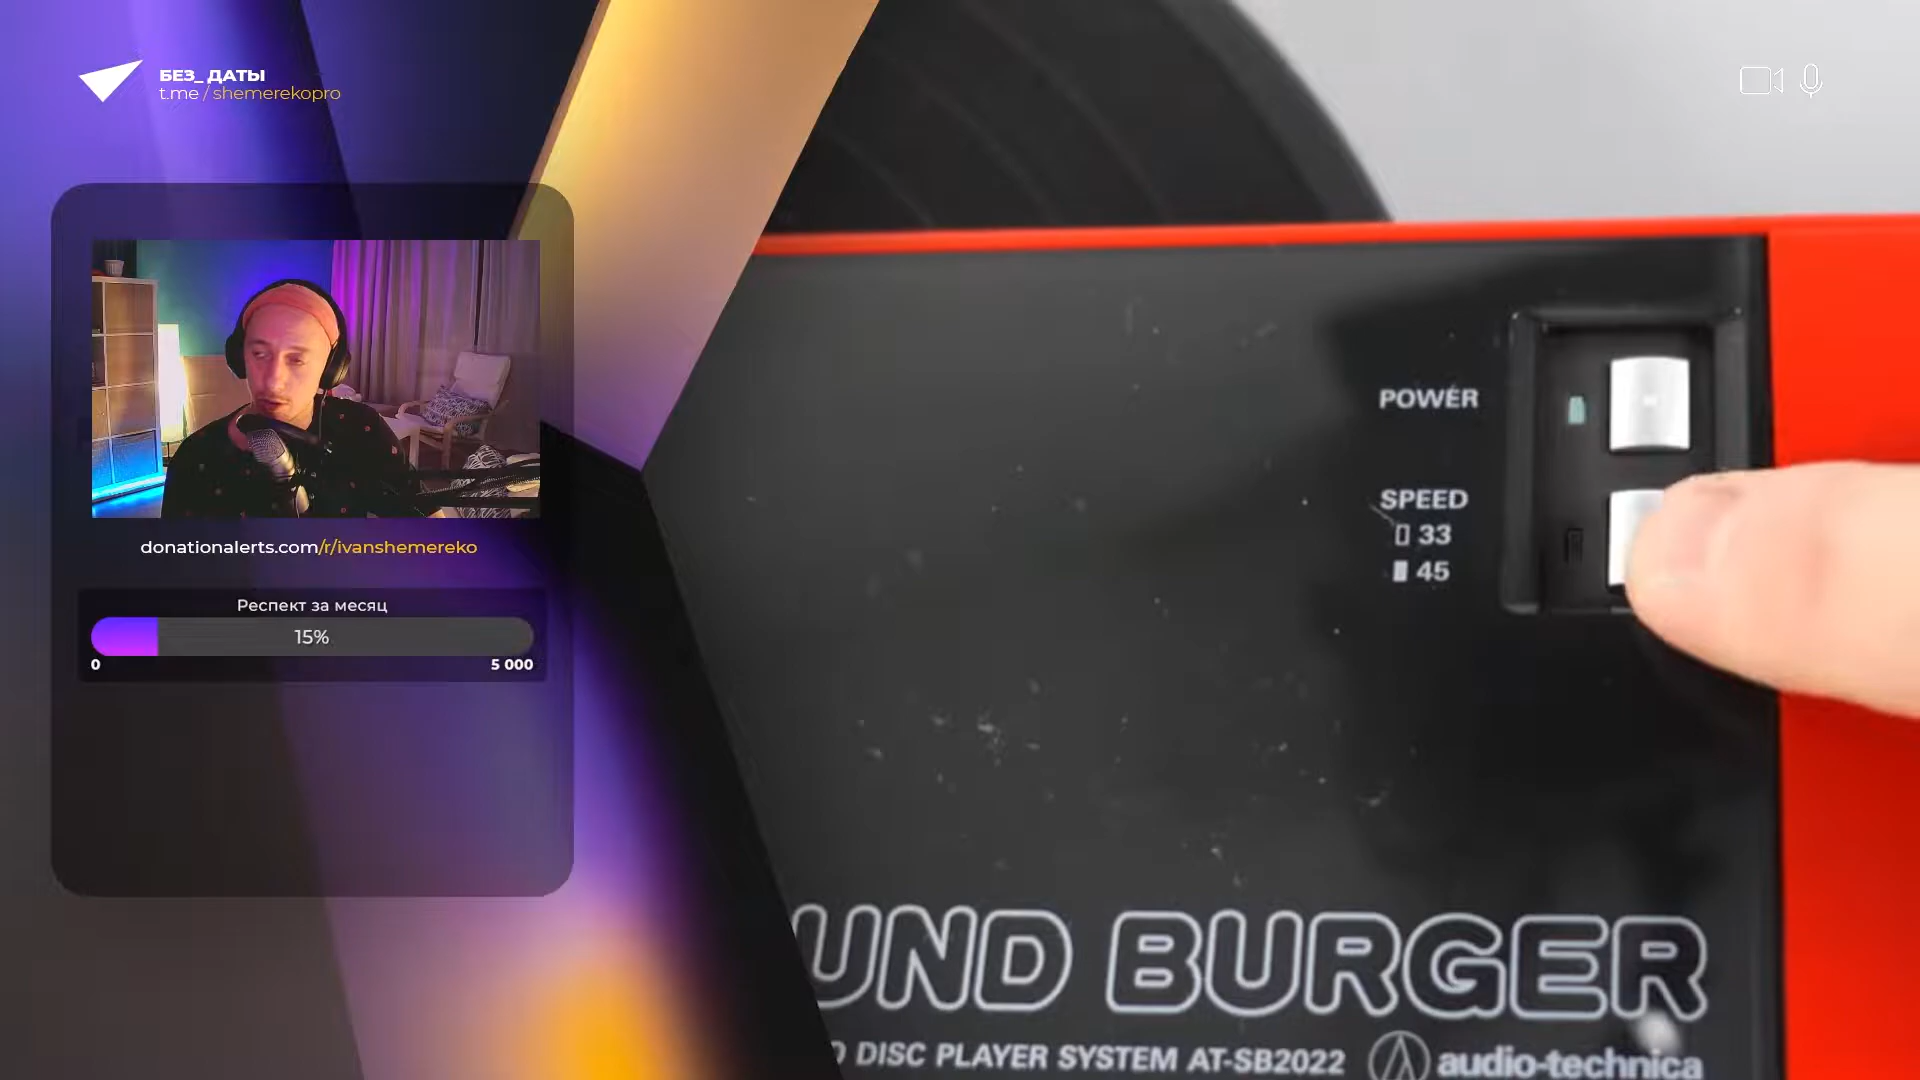 БЕЗ_ДАТЫ
t.me/shemerekopro
donationalerts.com/r/ivanshemereko
Респект за месяц
15%
0
5 000
POWER
SPEED
33
45
UND BURGER
DISC PLAYER SYSTEM AT-SB2022
audio-technica